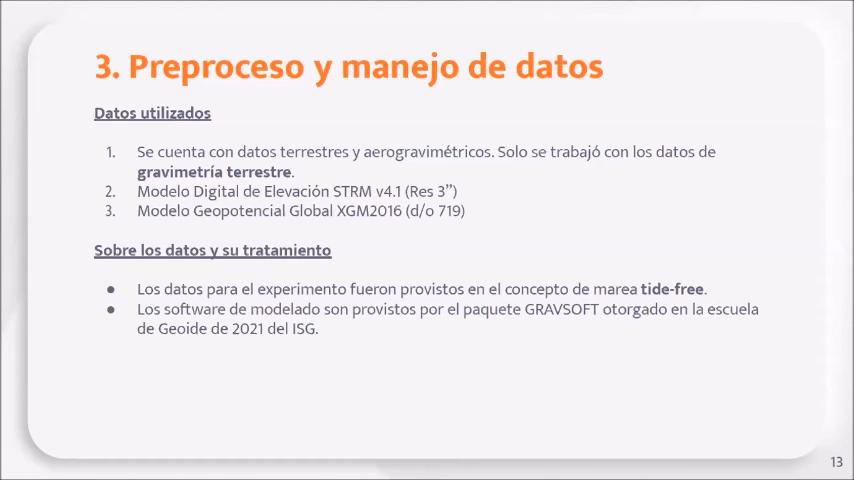 3. Preproceso y manejo de datos
Datos utilizados
1. Se cuenta con datos terrestres y aerogravimétricos. Solo se trabajó con los datos de
gravimetría terrestre.
2. Modelo Digital de Elevación STRM v4.1 (Res 3”)
3. Modelo Geopotencial Global XGM2016 (d/o 719)
Sobre los datos y su tratamiento
● Los datos para el experimento fueron provistos en el concepto de marea tide-free.
● Los software de modelado son provistos por el paquete GRAVSOFT otorgado en la escuela
de Geoide de 2021 del ISG.
13